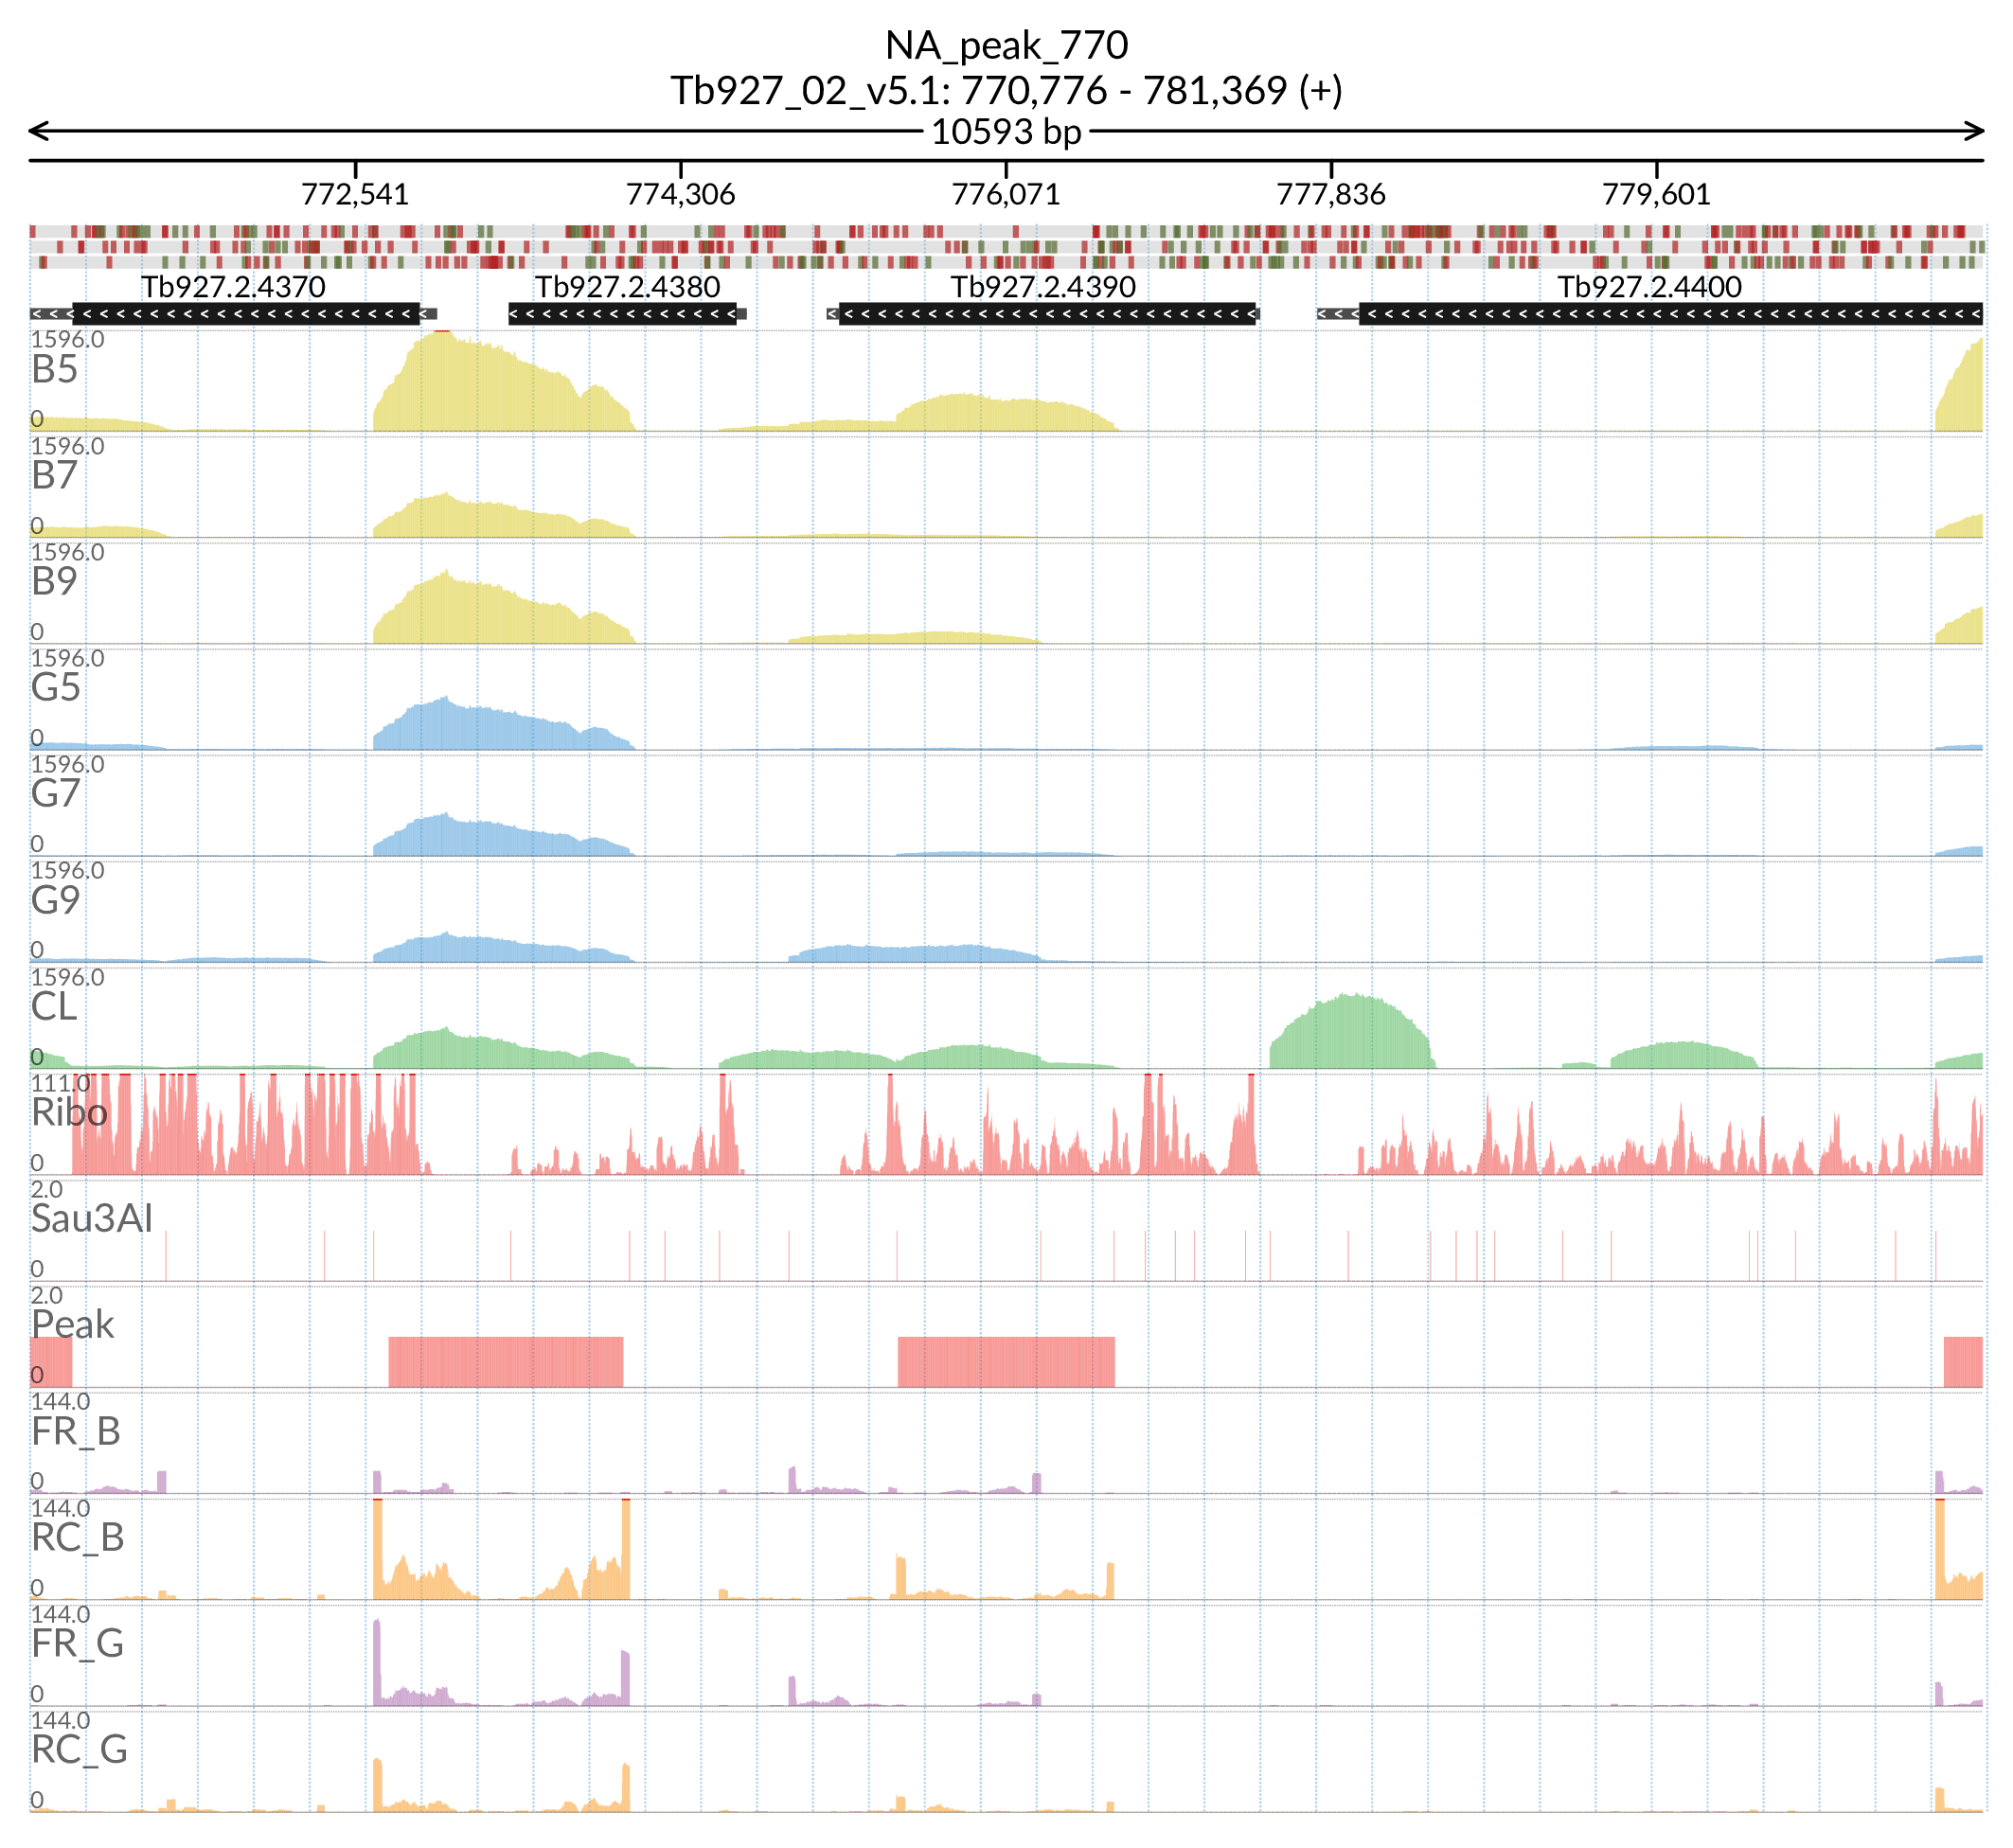 NA_peak_770
Tb927_02_v5.1: 770,776 - 781,369 (+)
10593 bp
772,541 774,306 776,071 777,836 779,601
Tb927.2.4370 Tb927.2.4380 Tb927.2.4390 Tb927.2.4400
1596.0
B5
0
1596.0
B7
0
1596.0
B9
0
1596.0
G5
0
1596.0
G7
0
1596.0
G9
0
1596.0
CL
0
111.0
Ribo
0
2.0
Sau3AI
0
2.0
Peak
0
144.0
FR_B
0
144.0
RC_B
0
144.0
FR_G
0
144.0
RC_G
0